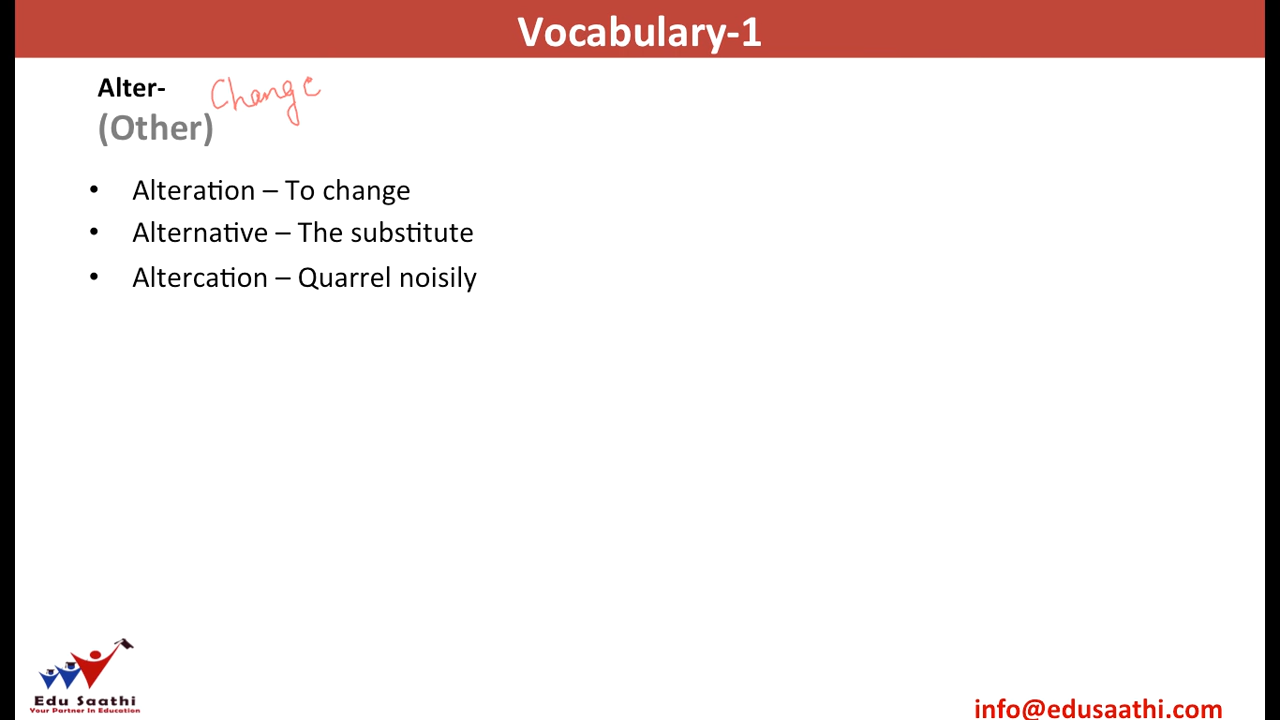 Vocabulary-1
Alter- Change
(Other)
• Alteration – To change
• Alternative – The substitute
• Altercation – Quarrel noisily
Edu Saathi
Your Partner In Education
info@edusaathi.com